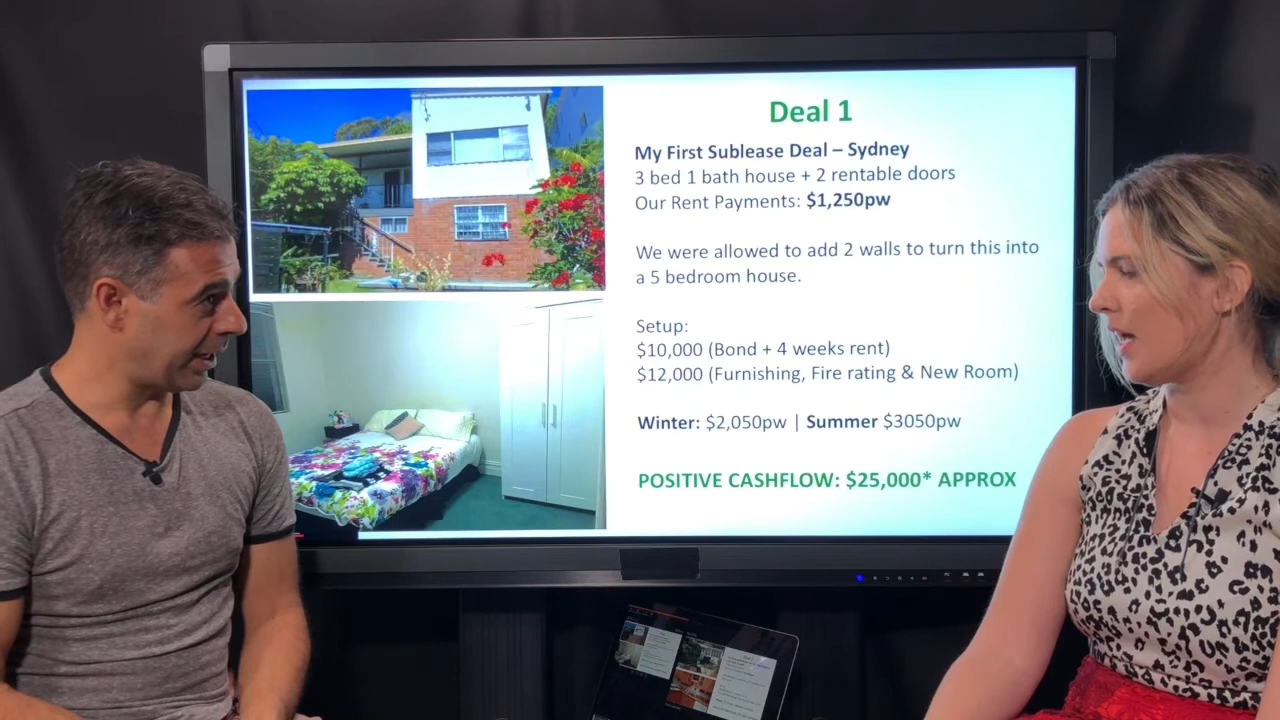 Deal 1
My First Sublease Deal – Sydney
3 bed 1 bath house + 2 rentable doors
Our Rent Payments: $1,250pw
We were allowed to add 2 walls to turn this into
a 5 bedroom house.
Setup:
$10,000 (Bond + 4 weeks rent)
$12,000 (Furnishing, Fire rating & New Room)
Winter: $2,050pw | Summer $3050pw
POSITIVE CASHFLOW: $25,000* APPROX